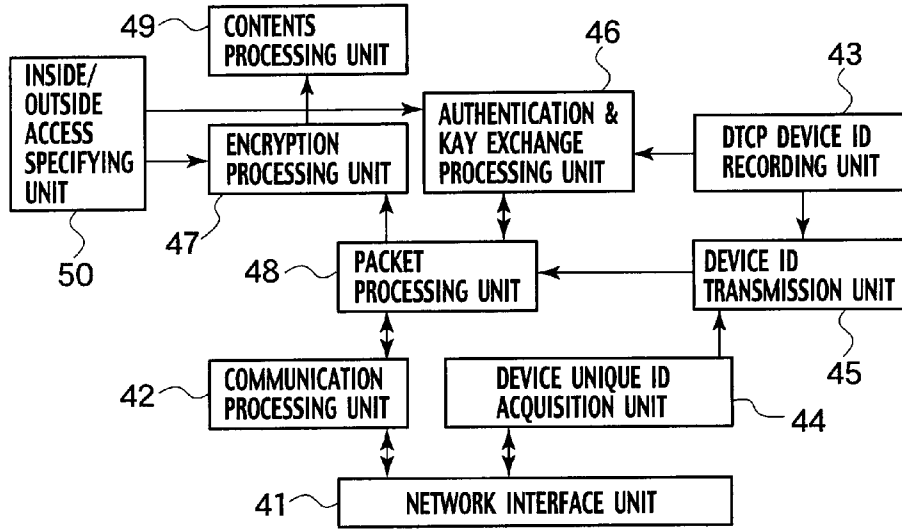 49
CONTENTS
PROCESSING UNIT
46
43
INSIDE/
OUTSIDE
ACCESS
SPECIFYING
UNIT
50
ENCRYPTION
PROCESSING UNIT
47
AUTHENTICATION &
KAY EXCHANGE
PROCESSING UNIT
DTCP DEVICE ID
RECORDING UNIT
48
PACKET
PROCESSING UNIT
DEVICE ID
TRANSMISSION UNIT
45
42
COMMUNICATION
PROCESSING UNIT
DEVICE UNIQUE ID
ACQUISITION UNIT
44
41
NETWORK INTERFACE UNIT